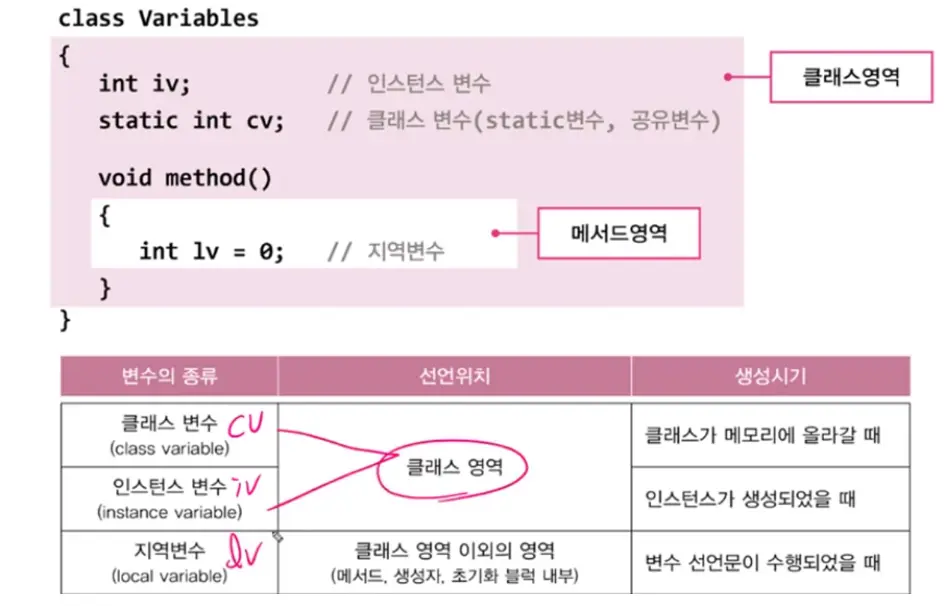 class Variables
{
int iv; // 인스턴스 변수
static int cv; // 클래스 변수(static변수, 공유변수)
클래스영역
void method()
{
메서드영역
int lv = 0; // 지역변수
}
}
변수의 종류 선언위치 생성시기
클래스 변수 cv
(class variable)
클래스가 메모리에 올라갈 때
클래스 영역
인스턴스 변수 iv
(instance variable)
인스턴스가 생성되었을 때
지역변수 lv
(local variable)
클래스 영역 이외의 영역
(메서드, 생성자, 초기화 블럭 내부)
변수 선언문이 수행되었을 때